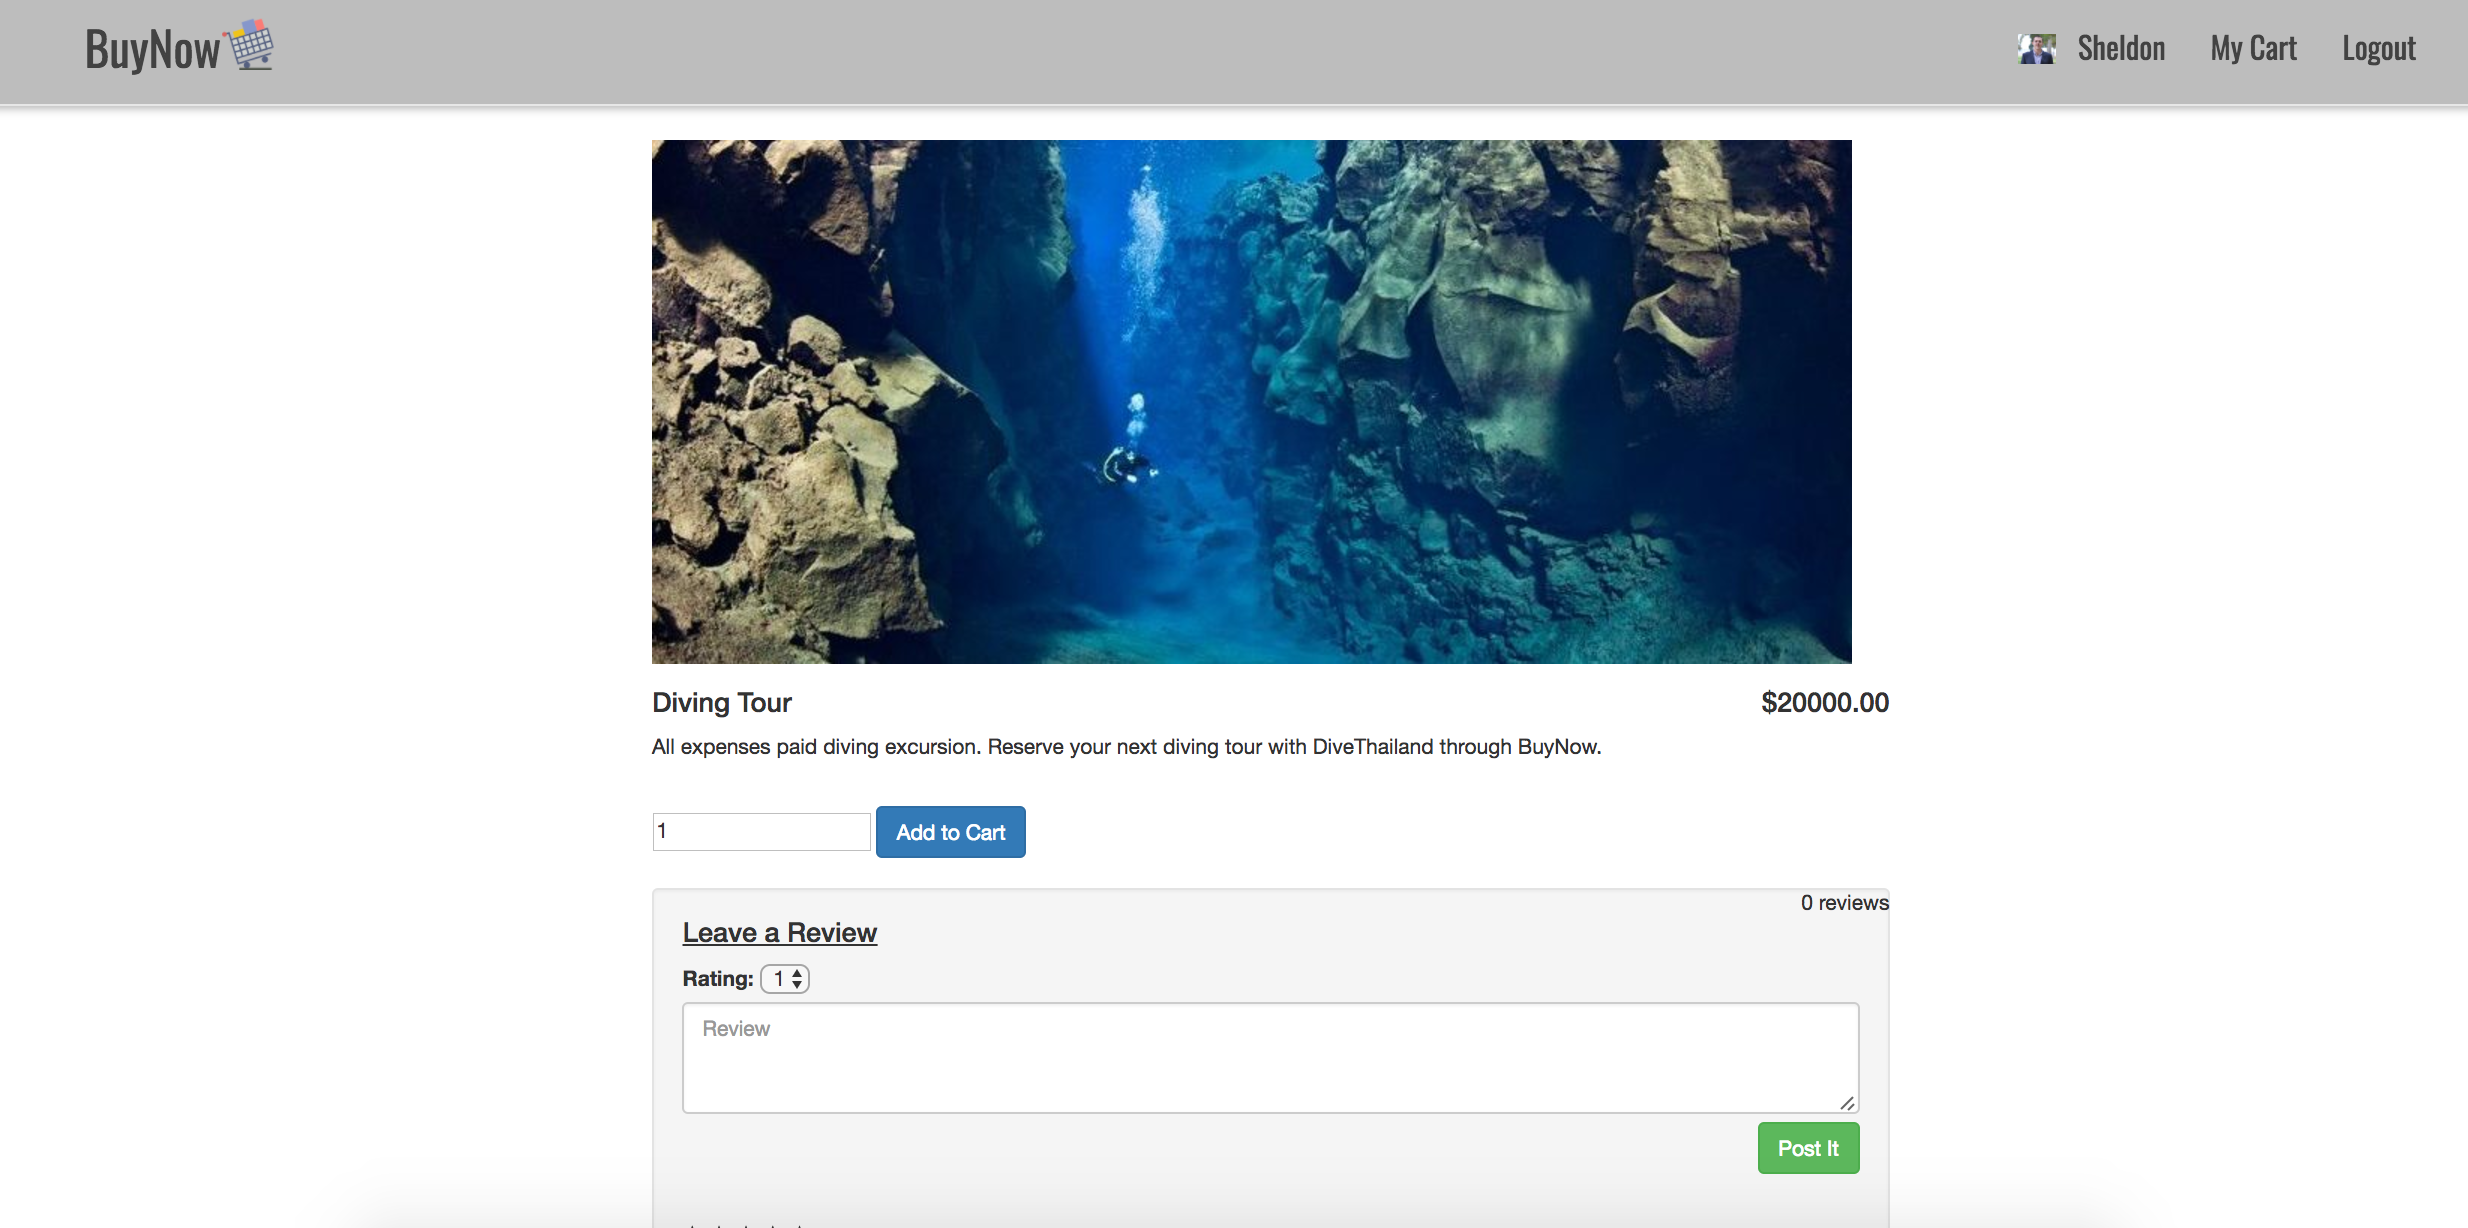 BuyNow
Sheldon My Cart Logout
Diving Tour $20000.00
All expenses paid diving excursion. Reserve your next diving tour with DiveThailand through BuyNow.
1 Add to Cart
0 reviews
Leave a Review
Rating: 1
Review
Post It